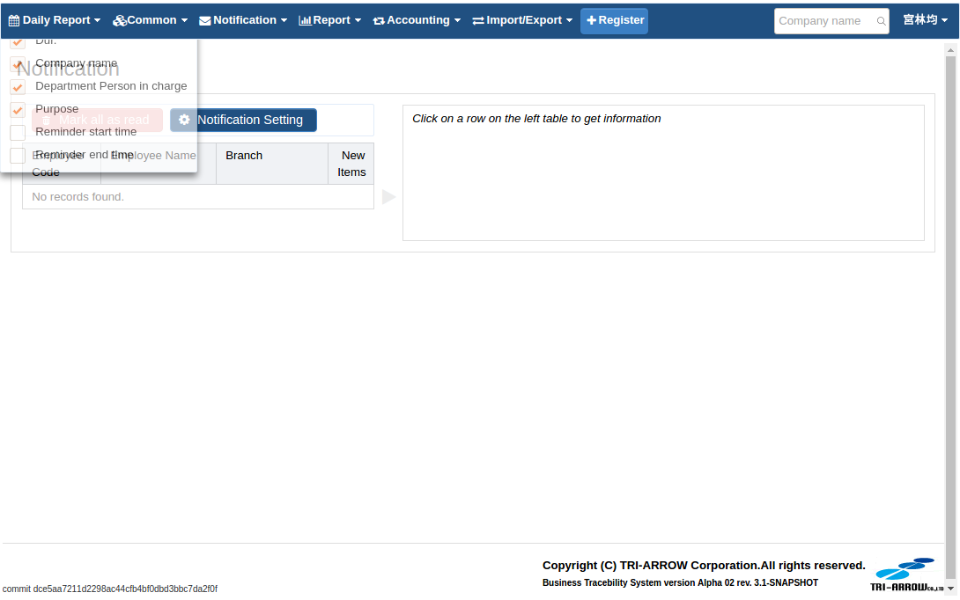 Daily Report Common Notification Report Accounting Import/Export Register Company name 宮林均
Dur.
Company name
Notification
Department Person in charge
Purpose
Mark all as read Notification Setting
Reminder start time
Reminder end time
Employee Code Employee Name Branch New Items
No records found.
Click on a row on the left table to get information
Copyright (C) TRI-ARROW Corporation.All rights reserved.
Business Tracebility System version Alpha 02 rev. 3.1-SNAPSHOT
TRI-ARROW CO.,LTD
commit dce5aa7211d2298ac44cfb4bf0dbd3bbc7da2f0f